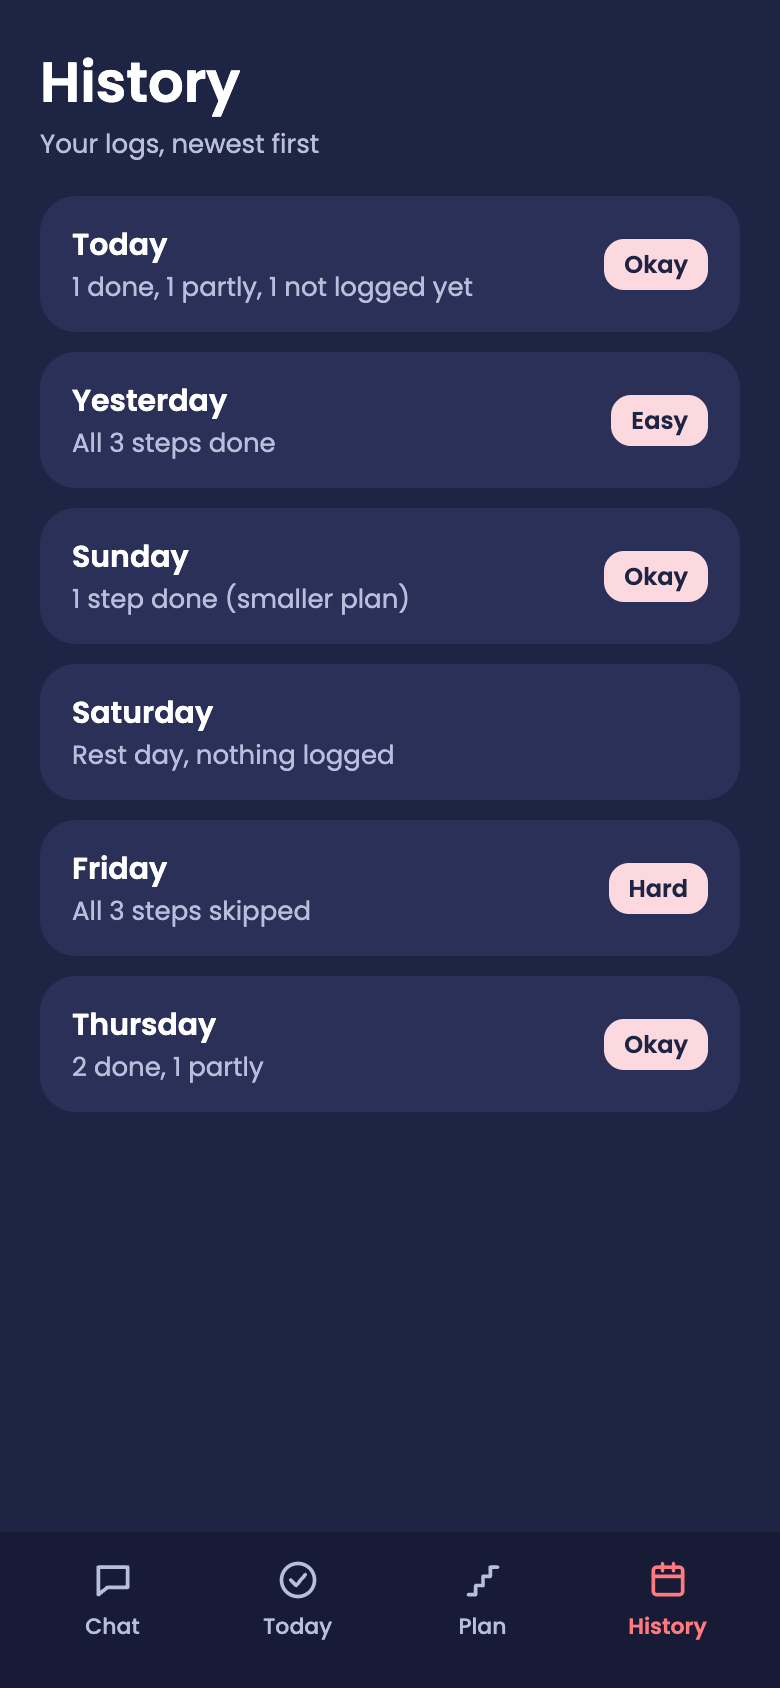 History
Your logs, newest first
Today
1 done, 1 partly, 1 not logged yet
Okay
Yesterday
All 3 steps done
Easy
Sunday
1 step done (smaller plan)
Okay
Saturday
Rest day, nothing logged
Friday
All 3 steps skipped
Hard
Thursday
2 done, 1 partly
Okay
Chat
Today
Plan
History